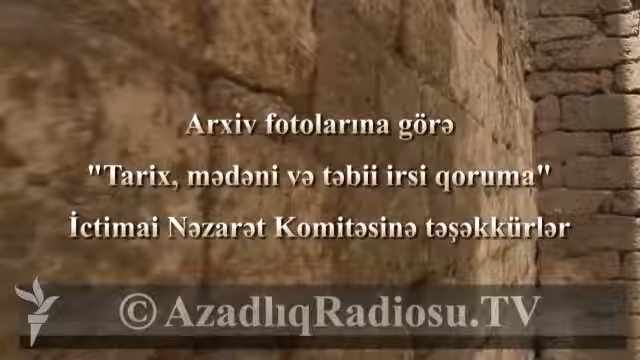 Arxiv fotolarına görə
"Tarix, mədəni və təbii irsi qoruma"
İctimai Nəzarət Komitəsinə təşəkkürlər
© AzadlıqRadiosu.TV